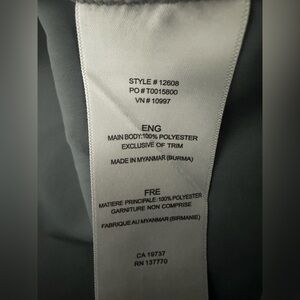 STYLE # 12608
PO # T0015800
VN # 10997
ENG
MAIN BODY:100% POLYESTER
EXCLUSIVE OF TRIM
MADE IN MYANMAR (BURMA)
FRE
MATIERE PRINCIPALE:100% POLYESTER
GARNITURE NON COMPRISE
FABRIQUE AU MYANMAR (BIRMANIE)
CA 19737
RN 137770